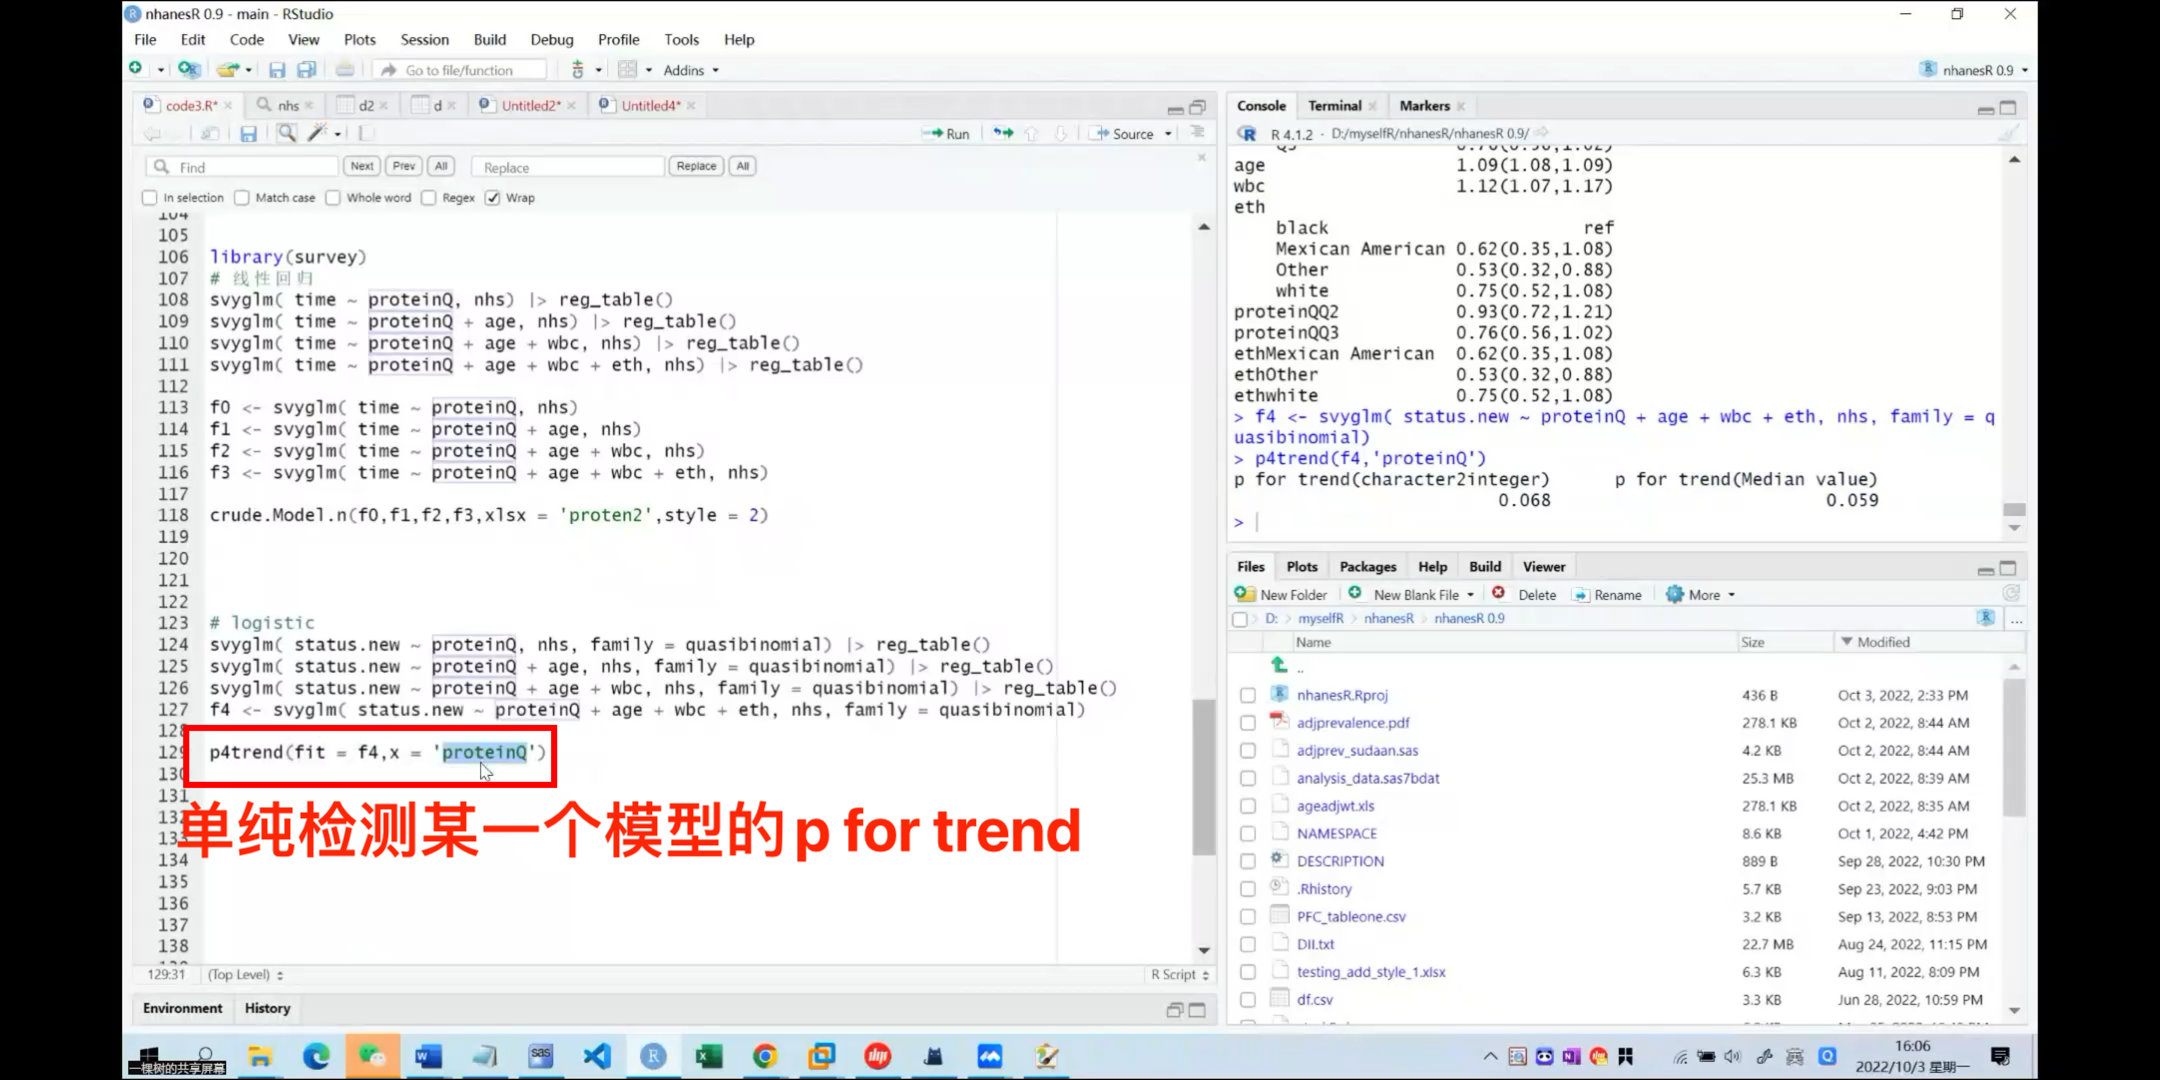 nhanesR 0.9 - main - RStudio
File Edit Code View Plots Session Build Debug Profile Tools Help
Go to file/function Addins nhanesR 0.9
code3.R* nhs d2 d Untitled2* Untitled4*
Run Source
Find Next Prev All Replace Replace All
In selection Match case Whole word Regex Wrap
104
105
106 library(survey)
107 # 线性回归
108 svyglm( time ~ proteinQ, nhs) |> reg_table()
109 svyglm( time ~ proteinQ + age, nhs) |> reg_table()
110 svyglm( time ~ proteinQ + age + wbc, nhs) |> reg_table()
111 svyglm( time ~ proteinQ + age + wbc + eth, nhs) |> reg_table()
112
113 f0 <- svyglm( time ~ proteinQ, nhs)
114 f1 <- svyglm( time ~ proteinQ + age, nhs)
115 f2 <- svyglm( time ~ proteinQ + age + wbc, nhs)
116 f3 <- svyglm( time ~ proteinQ + age + wbc + eth, nhs)
117
118 crude.Model.n(f0,f1,f2,f3,xlsx = 'proten2',style = 2)
119
120
121
122
123 # logistic
124 svyglm( status.new ~ proteinQ, nhs, family = quasibinomial) |> reg_table()
125 svyglm( status.new ~ proteinQ + age, nhs, family = quasibinomial) |> reg_table()
126 svyglm( status.new ~ proteinQ + age + wbc, nhs, family = quasibinomial) |> reg_table()
127 f4 <- svyglm( status.new ~ proteinQ + age + wbc + eth, nhs, family = quasibinomial)
128
129 p4trend(fit = f4,x = 'proteinQ')
130
131
单纯检测某一个模型的p for trend
134
135
136
137
138
129:31 (Top Level) R Script
Environment History
Console Terminal Markers
R 4.1.2 · D:/myselfR/nhanesR/nhanesR 0.9/
Q3 0.76(0.56,1.02)
age 1.09(1.08,1.09)
wbc 1.12(1.07,1.17)
eth
black ref
Mexican American 0.62(0.35,1.08)
Other 0.53(0.32,0.88)
white 0.75(0.52,1.08)
proteinQQ2 0.93(0.72,1.21)
proteinQQ3 0.76(0.56,1.02)
ethMexican American 0.62(0.35,1.08)
ethOther 0.53(0.32,0.88)
ethwhite 0.75(0.52,1.08)
> f4 <- svyglm( status.new ~ proteinQ + age + wbc + eth, nhs, family = q
uasibinomial)
> p4trend(f4,'proteinQ')
p for trend(character2integer) p for trend(Median value)
0.068 0.059
>
Files Plots Packages Help Build Viewer
New Folder New Blank File Delete Rename More
D: myselfR nhanesR nhanesR 0.9 ...
Name Size Modified
..
nhanesR.Rproj 436 B Oct 3, 2022, 2:33 PM
adjprevalence.pdf 278.1 KB Oct 2, 2022, 8:44 AM
adjprev_sudaan.sas 4.2 KB Oct 2, 2022, 8:44 AM
analysis_data.sas7bdat 25.3 MB Oct 2, 2022, 8:39 AM
ageadjwt.xls 278.1 KB Oct 2, 2022, 8:35 AM
NAMESPACE 8.6 KB Oct 1, 2022, 4:42 PM
DESCRIPTION 889 B Sep 28, 2022, 10:30 PM
.Rhistory 5.7 KB Sep 23, 2022, 9:03 PM
PFC_tableone.csv 3.2 KB Sep 13, 2022, 8:53 PM
DII.txt 22.7 MB Aug 24, 2022, 11:15 PM
testing_add_style_1.xlsx 6.3 KB Aug 11, 2022, 8:09 PM
df.csv 3.3 KB Jun 28, 2022, 10:59 PM
一棵树的共享屏幕
16:06
2022/10/3 星期一